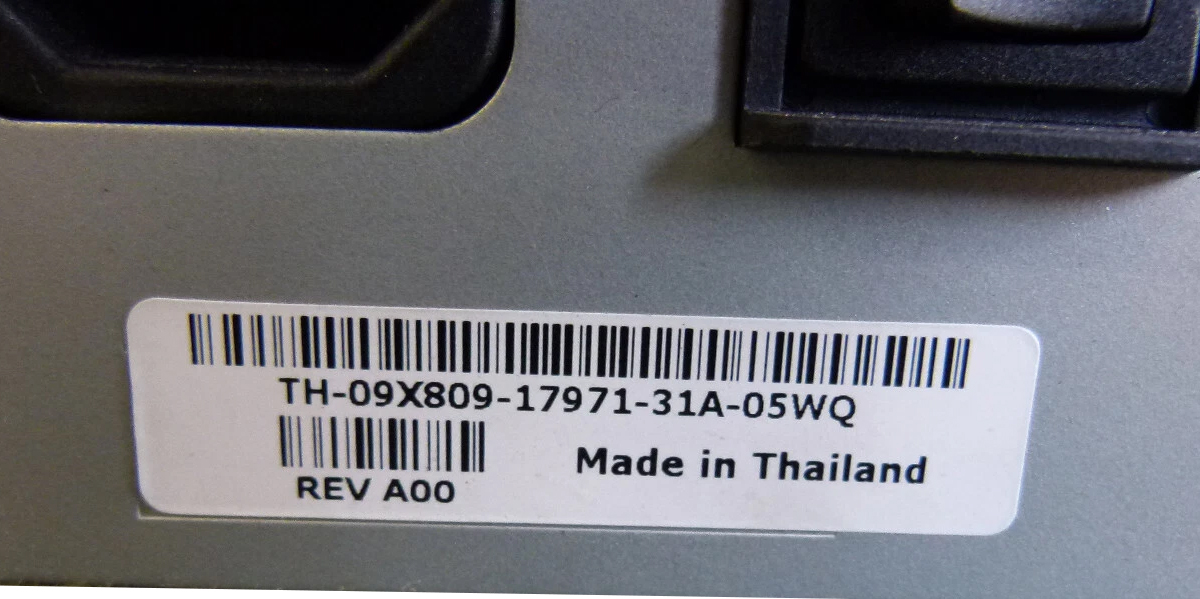 TH-09X809-17971-31A-05WQ
REV A00
Made in Thailand